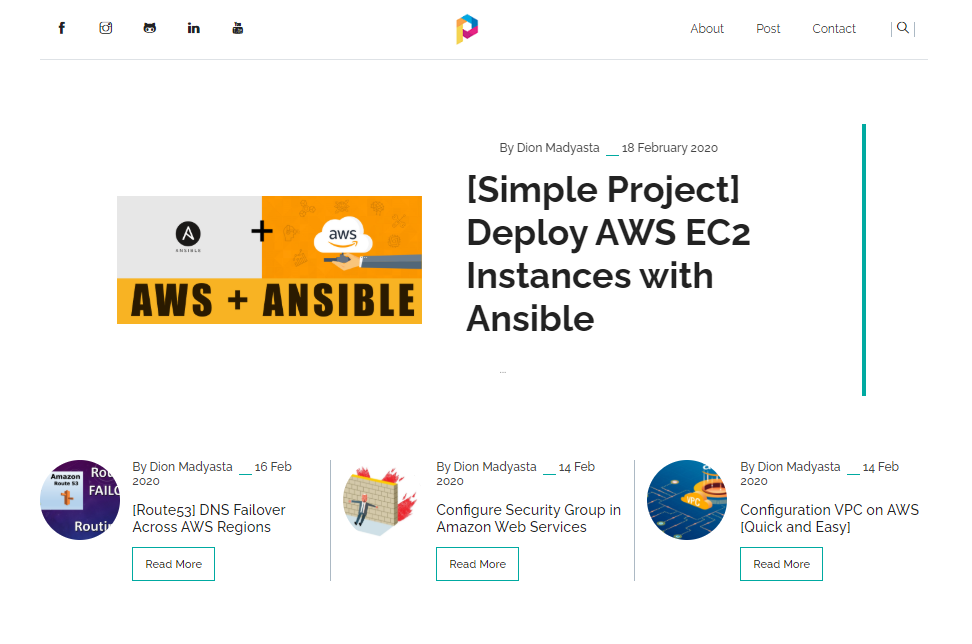 About Post Contact
By Dion Madyasta __ 18 February 2020
[Simple Project]
Deploy AWS EC2
Instances with
Ansible
...
ANSIBLE
+
aws
AWS + ANSIBLE
Amazon
Route 53
Rou
FAILO
Routin
By Dion Madyasta __ 16 Feb
2020
[Route53] DNS Failover
Across AWS Regions
Read More
By Dion Madyasta __ 14 Feb
2020
Configure Security Group in
Amazon Web Services
Read More
VPC
By Dion Madyasta __ 14 Feb
2020
Configuration VPC on AWS
[Quick and Easy]
Read More